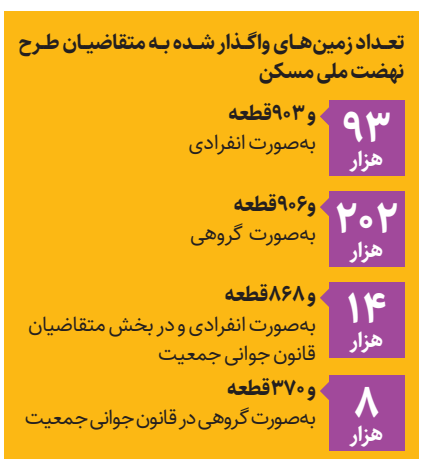 تعداد زمین‌های واگذار شده به متقاضیان طرح
نهضت ملی مسکن
۹۳
هزار
و۹۰۳قطعه
به‌صورت انفرادی
۲۰۲
هزار
و۹۰۶قطعه
به‌صورت گروهی
۱۴
هزار
و۸۶۸قطعه
به‌صورت انفرادی و در بخش متقاضیان
قانون جوانی جمعیت
۸
هزار
و۳۷۰قطعه
به‌صورت گروهی در قانون جوانی جمعیت